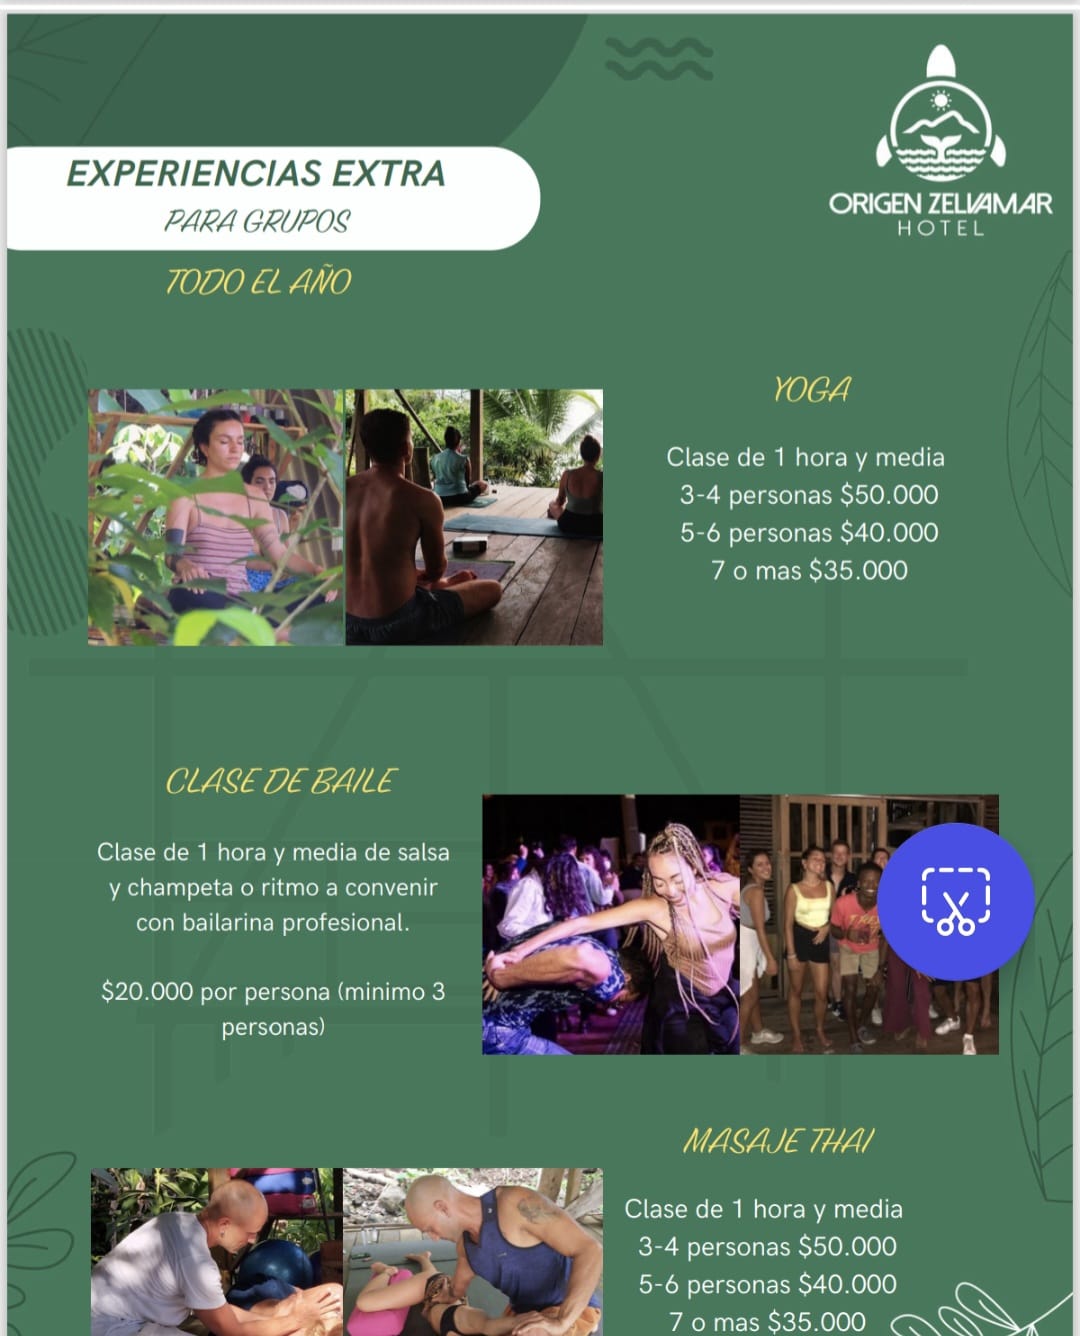 EXPERIENCIAS EXTRA
PARA GRUPOS
TODO EL AÑO
ORIGEN ZELVAMAR
HOTEL
YOGA
Clase de 1 hora y media
3-4 personas $50.000
5-6 personas $40.000
7 o mas $35.000
CLASE DE BAILE
Clase de 1 hora y media de salsa
y champeta o ritmo a convenir
con bailarina profesional.
$20.000 por persona (minimo 3
personas)
MASAJE THAI
Clase de 1 hora y media
3-4 personas $50.000
5-6 personas $40.000
7 o mas $35.000